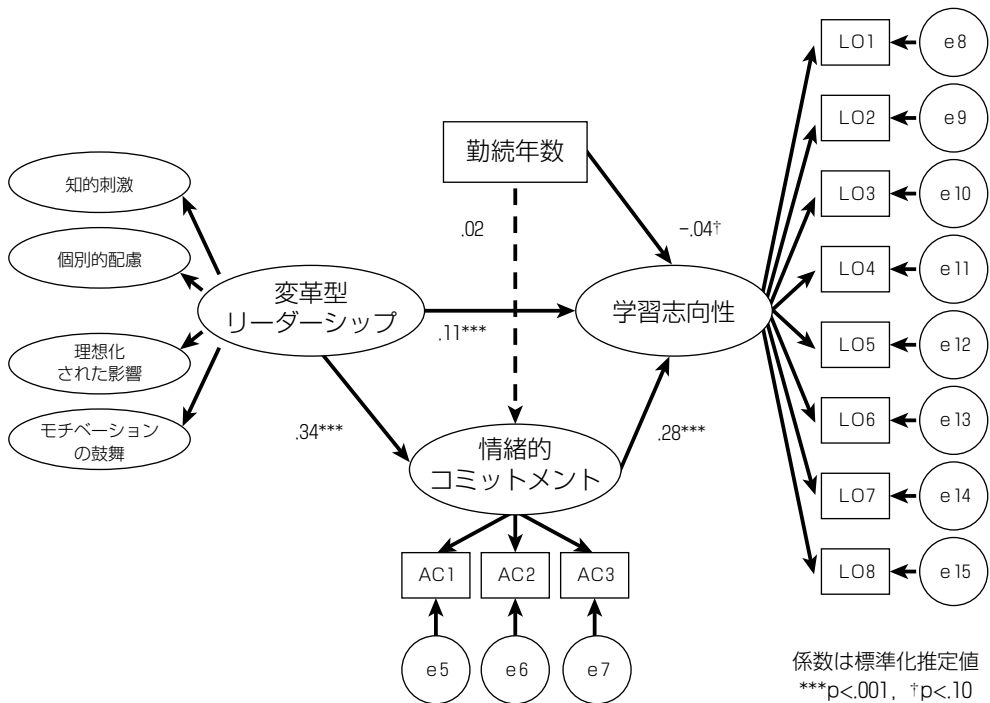 知的刺激
個別的配慮
理想化
された影響
モチベーション
の鼓舞
変革型
リーダーシップ
勤続年数
.02
-.04†
.11***
.34***
.28***
学習志向性
情緒的
コミットメント
AC1
AC2
AC3
e5
e6
e7
LO1
e8
LO2
e9
LO3
e10
LO4
e11
LO5
e12
LO6
e13
LO7
e14
LO8
e15
係数は標準化推定値
***p<.001, †p<.10